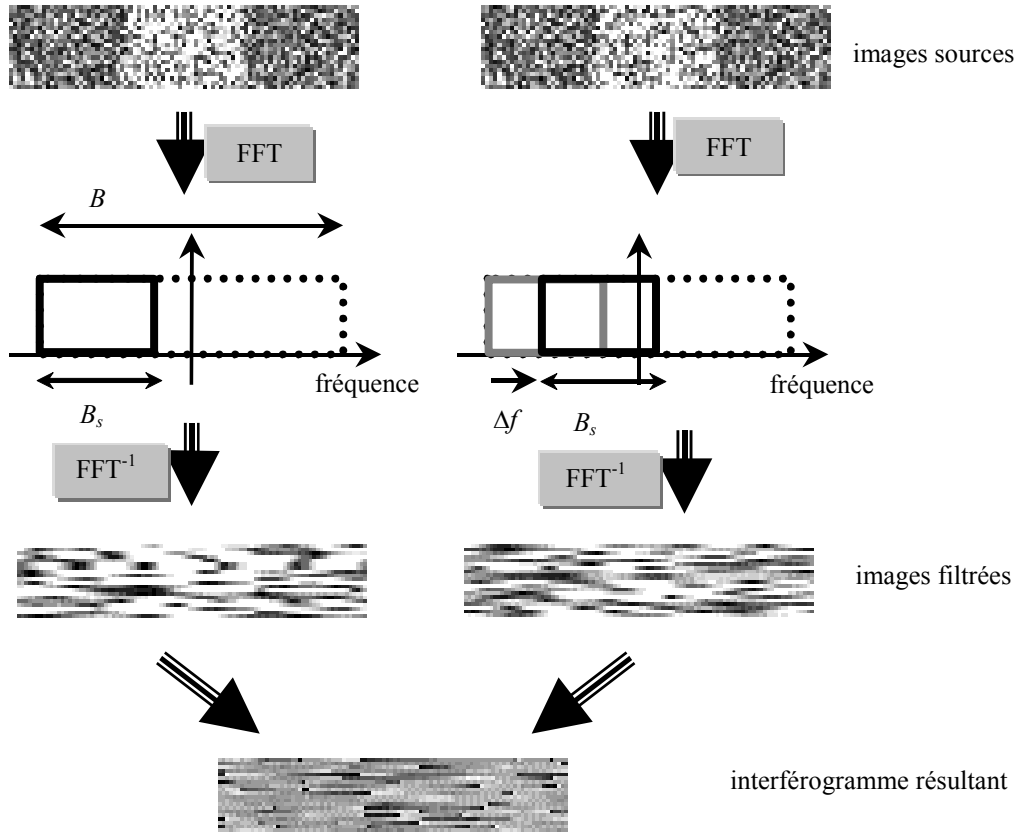 images sources
FFT
FFT
B
fréquence
fréquence
B_s
Δf
B_s
FFT⁻¹
FFT⁻¹
images filtrées
interférogramme résultant